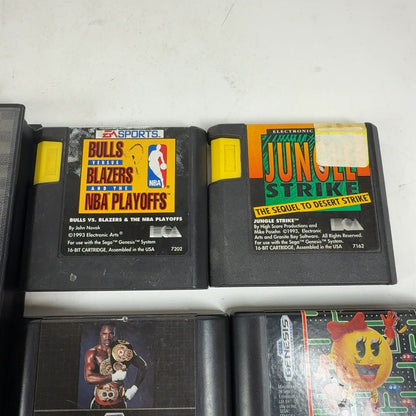 EA SPORTS
BULLS
VERSUS
BLAZERS
AND THE
NBA PLAYOFFS
NBA
BULLS VS. BLAZERS & THE NBA PLAYOFFS
By John Novak
©1993 Electronic Arts®
For use with the Sega™ Genesis™ System
16-BIT CARTRIDGE, Assembled in the USA
7202
ELECTRONIC
JUNGLE
STRIKE
THE SEQUEL TO DESERT STRIKE
JUNGLE STRIKE™
By High Score Productions and
Mike Posehn ©1993, Electronic
Arts and Granite Bay Software. All Rights Reserved.
For use with the Sega™ Genesis™ System
16-BIT CARTRIDGE, Assembled in the USA
7162
GENESIS